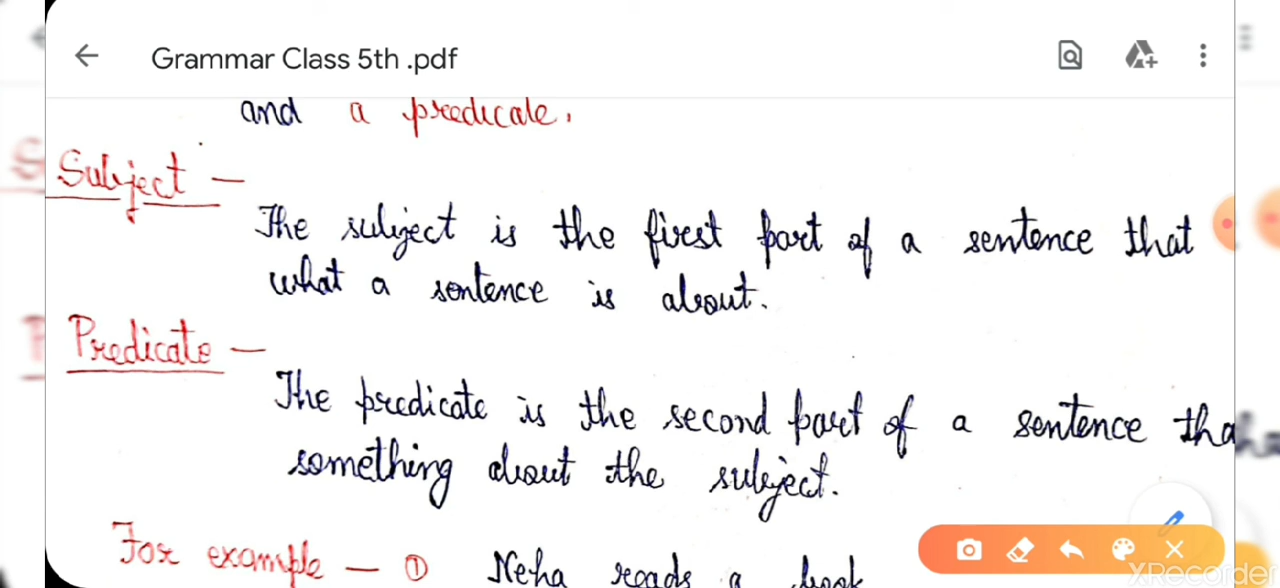 Grammar Class 5th .pdf
and a predicate.
Subject —
The subject is the first part of a sentence that
what a sentence is about.
Predicate —
The predicate is the second part of a sentence tha
something about the subject.
For example — ① Neha reads a book
XRecorder